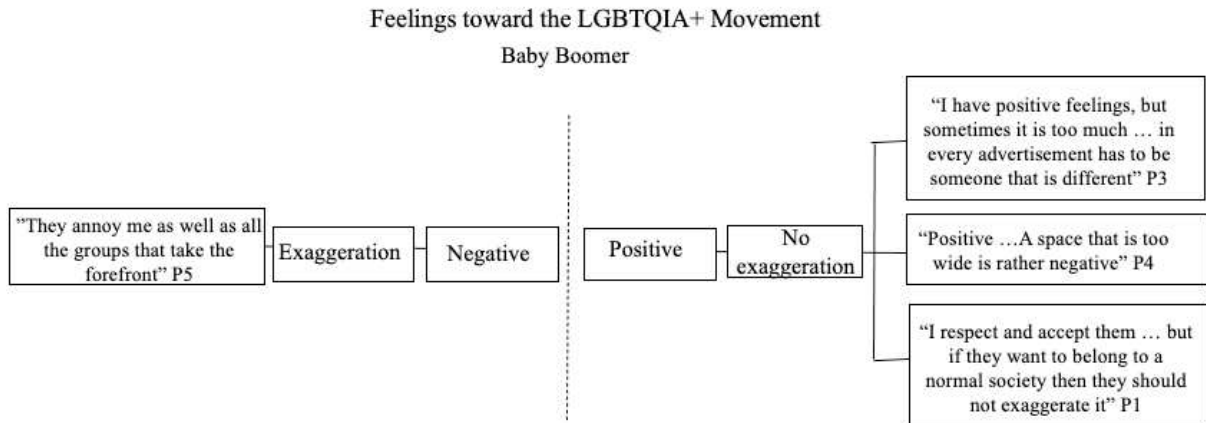 Feelings toward the LGBTQIA+ Movement
Baby Boomer
”They annoy me as well as all
the groups that take the
forefront” P5
Exaggeration
Negative
Positive
No
exaggeration
“I have positive feelings, but
sometimes it is too much … in
every advertisement has to be
someone that is different” P3
“Positive …A space that is too
wide is rather negative” P4
“I respect and accept them … but
if they want to belong to a
normal society then they should
not exaggerate it” P1